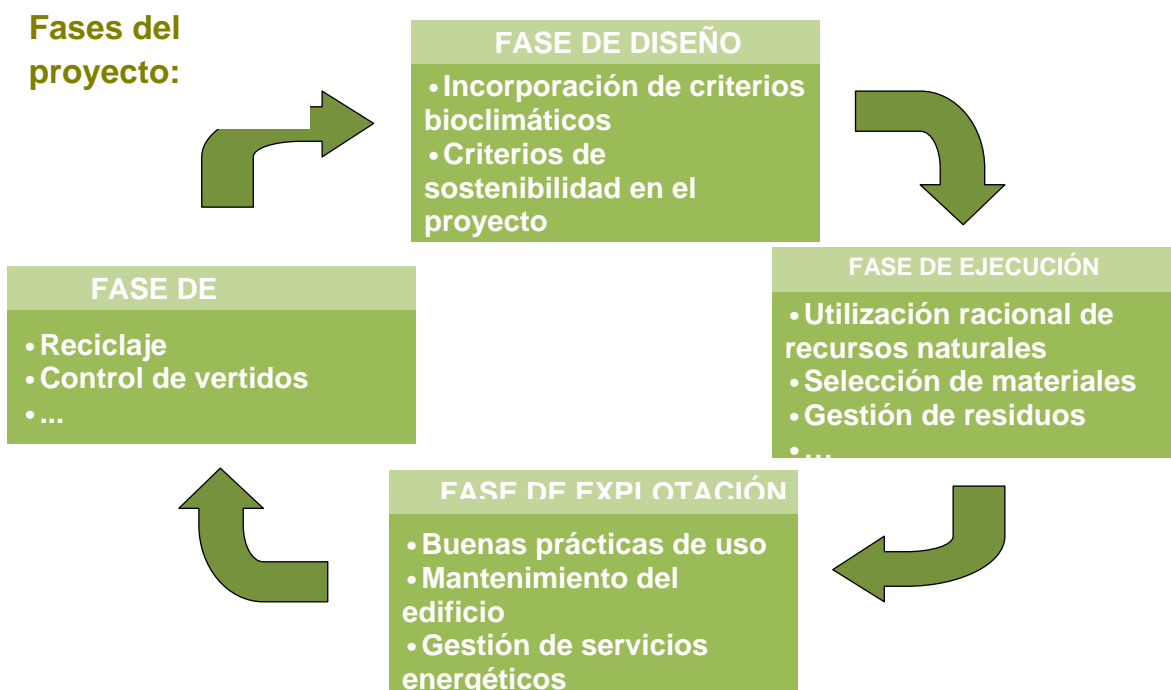 Fases del
proyecto:
FASE DE DISEÑO
•Incorporación de criterios
bioclimáticos
•Criterios de
sostenibilidad en el
proyecto
FASE DE EJECUCIÓN
•Utilización racional de
recursos naturales
•Selección de materiales
•Gestión de residuos
•...
FASE DE EXPLOTACIÓN
•Buenas prácticas de uso
•Mantenimiento del
edificio
•Gestión de servicios
energéticos
FASE DE
•Reciclaje
•Control de vertidos
•...